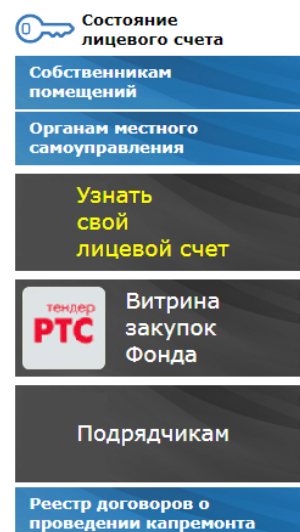 Состояние
лицевого счета
Собственникам
помещений
Органам местного
самоуправления
Узнать
свой
лицевой счет
тендер
РТС
Витрина
закупок
Фонда
Подрядчикам
Реестр договоров о
проведении капремонта